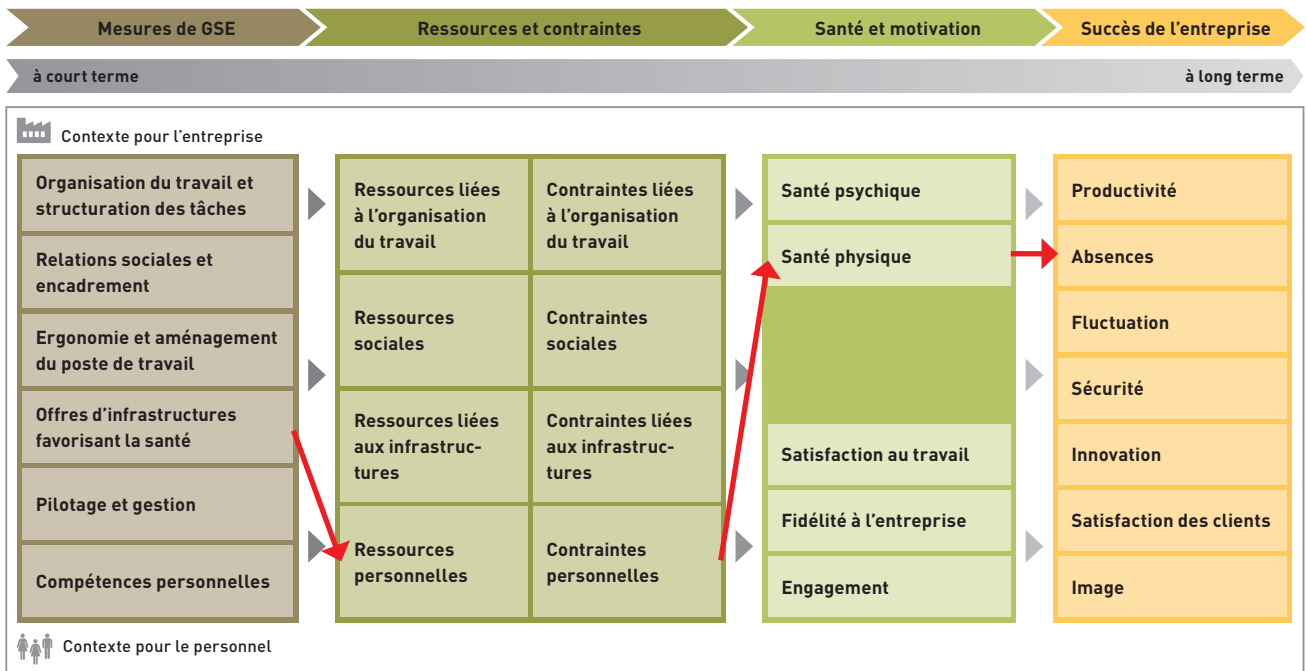 Mesures de GSE
Ressources et contraintes
Santé et motivation
Succès de l'entreprise
à court terme
à long terme
Contexte pour l'entreprise
Organisation du travail et
structuration des tâches
Relations sociales et
encadrement
Ergonomie et aménagement
du poste de travail
Offres d'infrastructures
favorisant la santé
Pilotage et gestion
Compétences personnelles
Ressources liées
à l'organisation
du travail
Contraintes liées
à l'organisation
du travail
Ressources
sociales
Contraintes
sociales
Ressources liées
aux infrastruc-
tures
Contraintes liées
aux infrastruc-
tures
Ressources
personnelles
Contraintes
personnelles
Santé psychique
Santé physique
Satisfaction au travail
Fidélité à l'entreprise
Engagement
Productivité
Absences
Fluctuation
Sécurité
Innovation
Satisfaction des clients
Image
Contexte pour le personnel